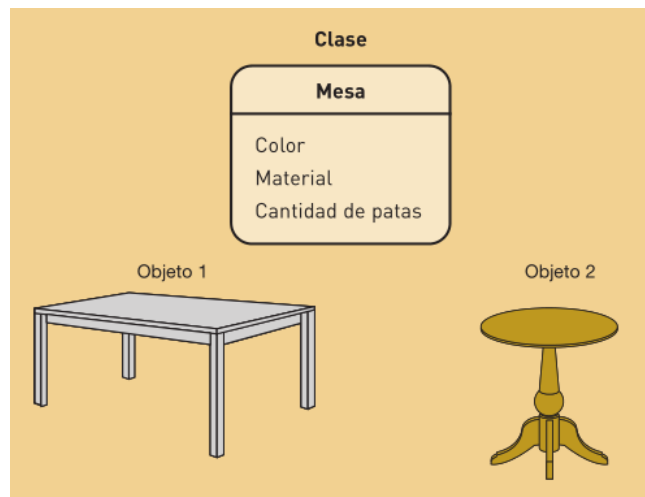 Clase
Mesa
Color
Material
Cantidad de patas
Objeto 1
Objeto 2